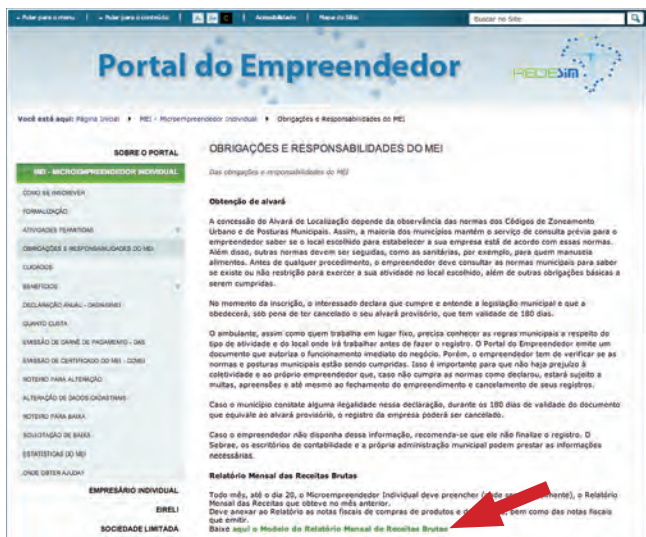 Pular para o menu | Pular para o conteúdo | A- A+ C | Acessibilidade | Mapa do Site Buscar no Site
Portal do Empreendedor
REDESIM
Você está aqui: Página Inicial MEI - Microempreendedor Individual Obrigações e Responsabilidades do MEI
SOBRE O PORTAL
MEI - MICROEMPREENDEDOR INDIVIDUAL
COMO SE INSCREVER
FORMALIZAÇÃO
ATIVIDADES PERMITIDAS
OBRIGAÇÕES E RESPONSABILIDADES DO MEI
CUIDADOS
BENEFÍCIOS
DECLARAÇÃO ANUAL - DASNSIMEI
QUANTO CUSTA
EMISSÃO DE CARNÊ DE PAGAMENTO - DAS
EMISSÃO DE CERTIFICADO DO MEI - CCMEI
ROTEIRO PARA ALTERAÇÃO
ALTERAÇÃO DE DADOS CADASTRAIS
ROTEIRO PARA BAIXA
SOLICITAÇÃO DE BAIXA
ESTATÍSTICAS DO MEI
ONDE OBTER AJUDA?
EMPRESÁRIO INDIVIDUAL
EIRELI
SOCIEDADE LIMITADA
OBRIGAÇÕES E RESPONSABILIDADES DO MEI
Das obrigações e responsabilidades do MEI
Obtenção de alvará
A concessão do Alvará de Localização depende da observância das normas dos Códigos de Zoneamento
Urbano e de Posturas Municipais. Assim, a maioria dos municípios mantém o serviço de consulta prévia para o
empreendedor saber se o local escolhido para estabelecer a sua empresa está de acordo com essas normas.
Além disso, outras normas devem ser seguidas, como as sanitárias, por exemplo, para quem manuseia
alimentos. Antes de qualquer procedimento, o empreendedor deve consultar as normas municipais para saber
se existe ou não restrição para exercer a sua atividade no local escolhido, além de outras obrigações básicas a
serem cumpridas.
No momento da inscrição, o interessado declara que cumpre e entende a legislação municipal e que a
obedecerá, sob pena de ter cancelado o seu alvará provisório, que tem validade de 180 dias.
O ambulante, assim como quem trabalha em lugar fixo, precisa conhecer as regras municipais a respeito do
tipo de atividade e do local onde irá trabalhar antes de fazer o registro. O Portal do Empreendedor emite um
documento que autoriza o funcionamento imediato do negócio. Porém, o empreendedor tem de verificar se as
normas e posturas municipais estão sendo cumpridas. Isso é importante para que não haja prejuízo à
coletividade e ao próprio empreendedor que, caso não cumpra as normas como declarou, estará sujeito a
multas, apreensões e até mesmo ao fechamento do empreendimento e cancelamento de seus registros.
Caso o município constate alguma ilegalidade nessa declaração, durante os 180 dias de validade do documento
que equivale ao alvará provisório, o registro da empresa poderá ser cancelado.
Caso o empreendedor não disponha dessa informação, recomenda-se que ele não finalize o registro. O
Sebrae, os escritórios de contabilidade e a própria administração municipal podem prestar as informações
necessárias.
Relatório Mensal das Receitas Brutas
Todo mês, até o dia 20, o Microempreendedor Individual deve preencher ( ), o Relatório
Mensal das Receitas que obteve no mês anterior.
Deve anexar ao Relatório as notas fiscais de compras de produtos e de , bem como das notas fiscais
que emitir.
Baixe aqui o Modelo do Relatório Mensal de Receitas Brutas